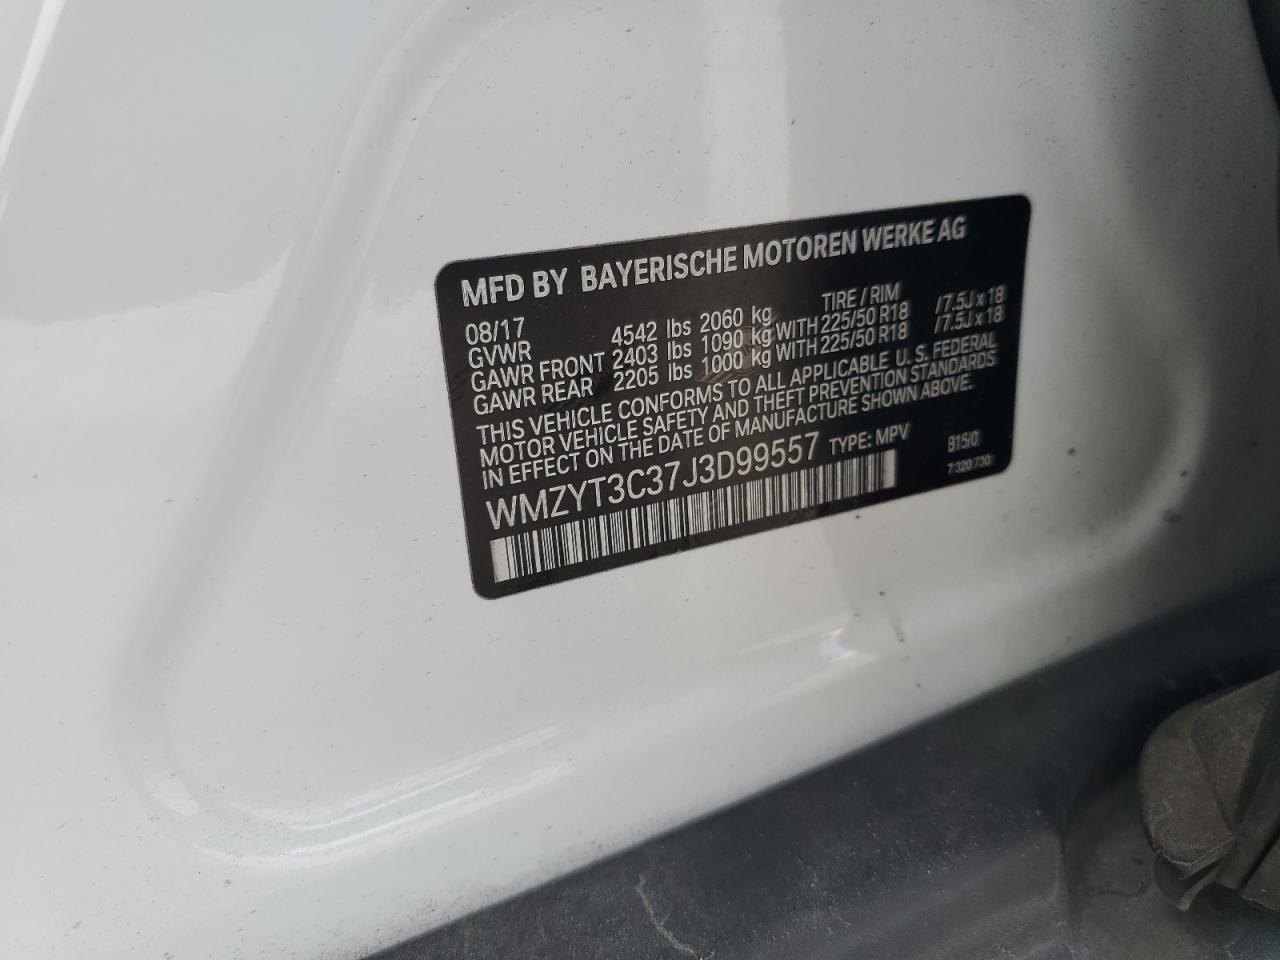 MFD BY BAYERISCHE MOTOREN WERKE AG
08/17 TIRE / RIM
GVWR 4542 lbs 2060 kg
GAWR FRONT 2403 lbs 1090 kg WITH 225/50 R18 / 7.5J x 18
GAWR REAR 2205 lbs 1000 kg WITH 225/50 R18 / 7.5J x 18
THIS VEHICLE CONFORMS TO ALL APPLICABLE U. S. FEDERAL
MOTOR VEHICLE SAFETY AND THEFT PREVENTION STANDARDS
IN EFFECT ON THE DATE OF MANUFACTURE SHOWN ABOVE.
WMZYT3C37J3D99557 TYPE: MPV B15/0
7 320 730